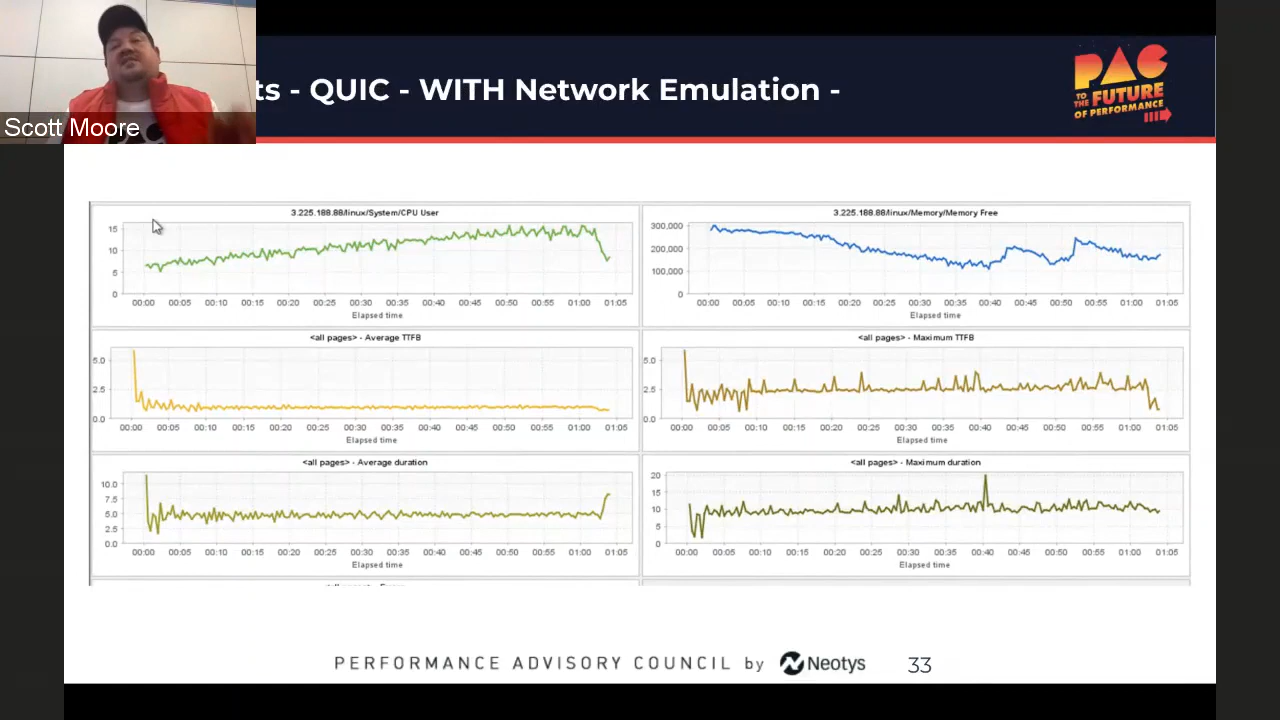 ts - QUIC - WITH Network Emulation -
PAC
TO THE FUTURE
OF PERFORMANCE
Scott Moore
3.225.188.88/linux/System/CPU User
15
10
5
0
00:00 00:05 00:10 00:15 00:20 00:25 00:30 00:35 00:40 00:45 00:50 00:55 01:00 01:05
Elapsed time
3.225.188.88/linux/Memory/Memory Free
300,000
200,000
100,000
0
00:00 00:05 00:10 00:15 00:20 00:25 00:30 00:35 00:40 00:45 00:50 00:55 01:00 01:05
Elapsed time
<all pages> - Average TTFB
5.0
2.5
0.0
00:00 00:05 00:10 00:15 00:20 00:25 00:30 00:35 00:40 00:45 00:50 00:55 01:00 01:05
Elapsed time
<all pages> - Maximum TTFB
5.0
2.5
0.0
00:00 00:05 00:10 00:15 00:20 00:25 00:30 00:35 00:40 00:45 00:50 00:55 01:00 01:05
Elapsed time
<all pages> - Average duration
10.0
7.5
5.0
2.5
0.0
00:00 00:05 00:10 00:15 00:20 00:25 00:30 00:35 00:40 00:45 00:50 00:55 01:00 01:05
Elapsed time
<all pages> - Maximum duration
20
15
10
5
0
00:00 00:05 00:10 00:15 00:20 00:25 00:30 00:35 00:40 00:45 00:50 00:55 01:00 01:05
Elapsed time
PERFORMANCE ADVISORY COUNCIL by Neotys 33